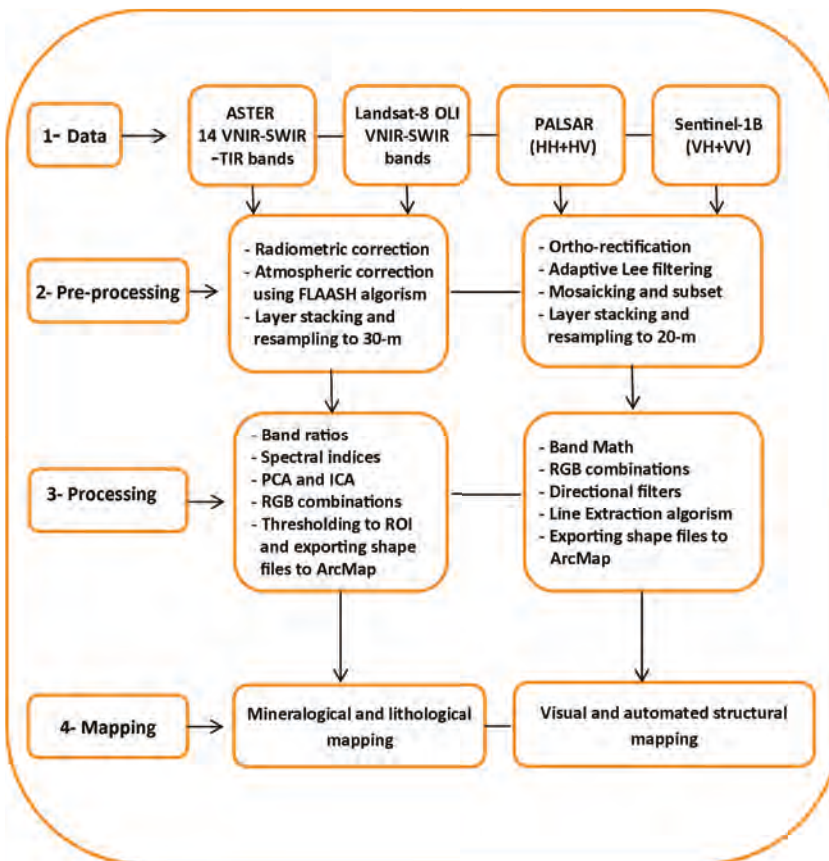 1- Data
ASTER
14 VNIR-SWIR
-TIR bands
Landsat-8 OLI
VNIR-SWIR
bands
PALSAR
(HH+HV)
Sentinel-1B
(VH+VV)
2- Pre-processing
- Radiometric correction
- Atmospheric correction
using FLAASH algorism
- Layer stacking and
resampling to 30-m
- Ortho-rectification
- Adaptive Lee filtering
- Mosaicking and subset
- Layer stacking and
resampling to 20-m
3- Processing
- Band ratios
- Spectral indices
- PCA and ICA
- RGB combinations
- Thresholding to ROI
and exporting shape
files to ArcMap
- Band Math
- RGB combinations
- Directional filters
- Line Extraction algorism
- Exporting shape files to
ArcMap
4- Mapping
Mineralogical and lithological
mapping
Visual and automated structural
mapping